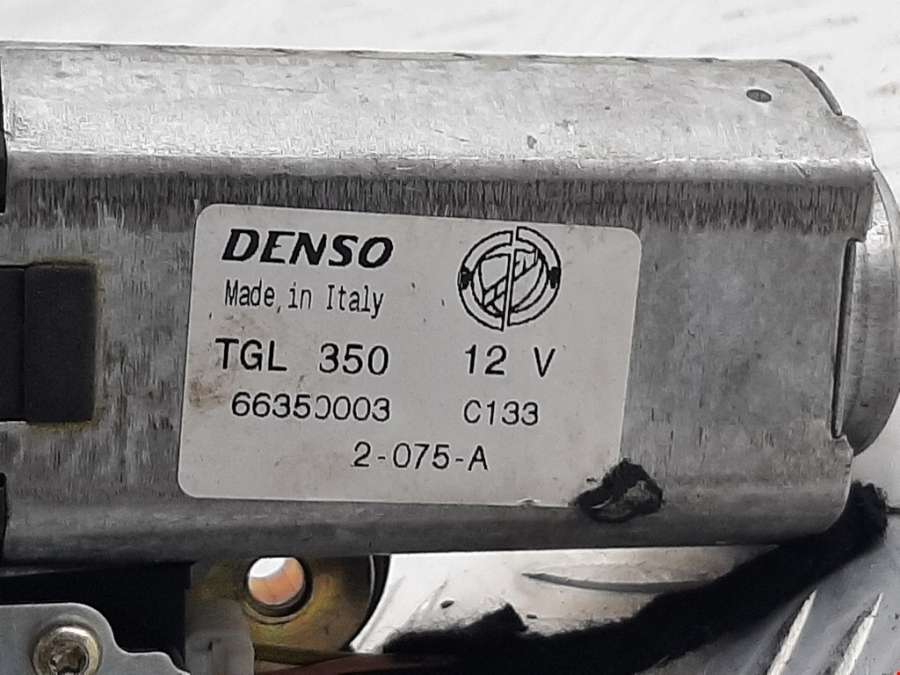 DENSO
Made in Italy
TGL 350 12 V
66350003 C133
2-075-A